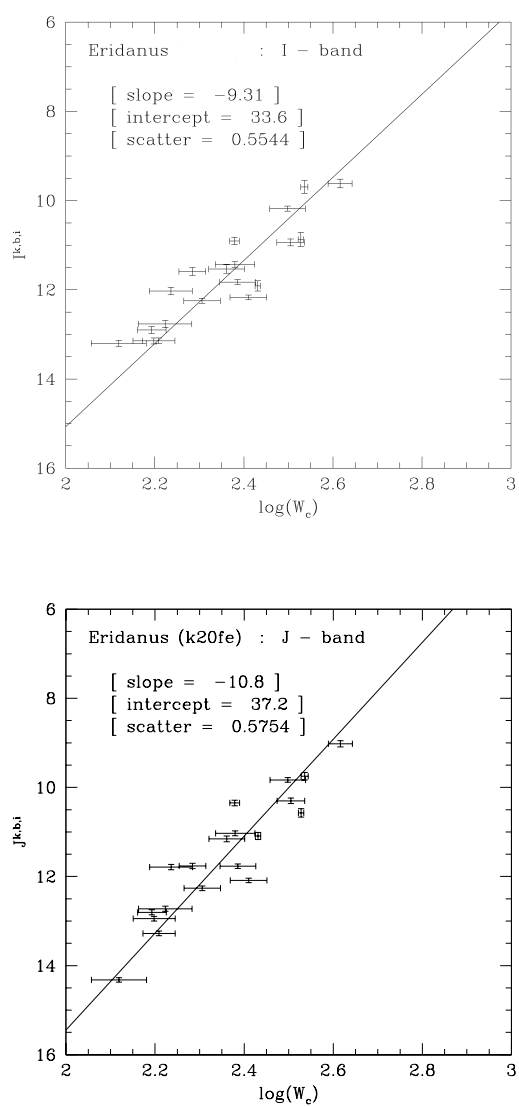 6
8
10
12
14
16
I^k,b,i
Eridanus : I − band
[ slope = −9.31 ]
[ intercept = 33.6 ]
[ scatter = 0.5544 ]
2 2.2 2.4 2.6 2.8 3
log(W_c)
6
8
10
12
14
16
J^k,b,i
Eridanus (k20fe) : J − band
[ slope = −10.8 ]
[ intercept = 37.2 ]
[ scatter = 0.5754 ]
2 2.2 2.4 2.6 2.8 3
log(W_c)